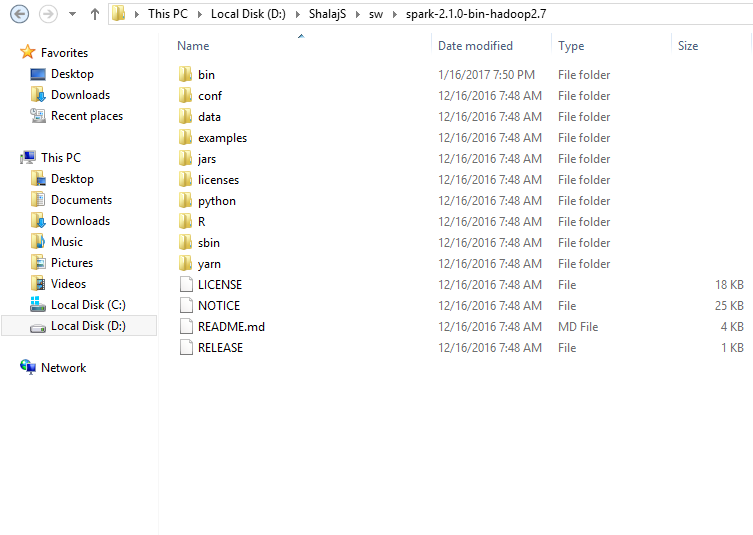 This PC Local Disk (D:) ShalajS sw spark-2.1.0-bin-hadoop2.7
Favorites
Desktop
Downloads
Recent places
This PC
Desktop
Documents
Downloads
Music
Pictures
Videos
Local Disk (C:)
Local Disk (D:)
Network
Name Date modified Type Size
bin 1/16/2017 7:50 PM File folder
conf 12/16/2016 7:48 AM File folder
data 12/16/2016 7:48 AM File folder
examples 12/16/2016 7:48 AM File folder
jars 12/16/2016 7:48 AM File folder
licenses 12/16/2016 7:48 AM File folder
python 12/16/2016 7:48 AM File folder
R 12/16/2016 7:48 AM File folder
sbin 12/16/2016 7:48 AM File folder
yarn 12/16/2016 7:48 AM File folder
LICENSE 12/16/2016 7:48 AM File 18 KB
NOTICE 12/16/2016 7:48 AM File 25 KB
README.md 12/16/2016 7:48 AM MD File 4 KB
RELEASE 12/16/2016 7:48 AM File 1 KB